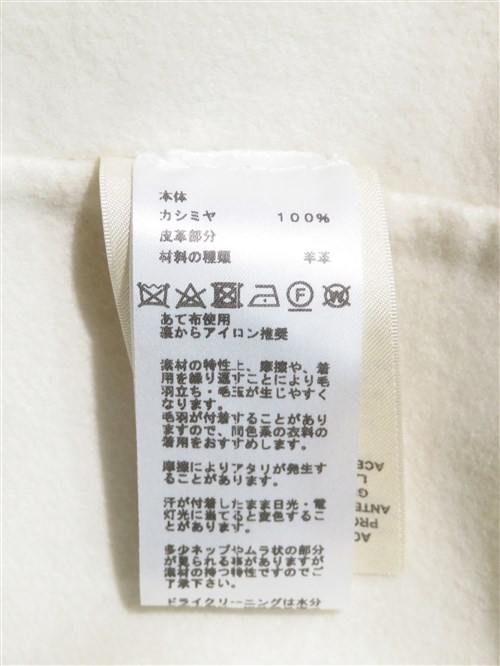 本体
カシミヤ 100%
皮革部分
材料の種類 羊革
F W
あて布使用
裏からアイロン推奨
素材の特性上、摩擦や、着
用を繰り返すことにより毛
羽立ち・毛玉が生じやすく
なります。
毛羽が付着することがあり
ますので、同色系の衣料の
着用をおすすめします。
摩擦によりアタリが発生す
ることがあります。
汗が付着したまま日光・電
灯光に当てると変色するこ
とがあります。
多少ネップやムラ状の部分
が見られる事がありますが
素材の持つ特性ですのでご
了承下さい。
ドライクリーニングは水分
AC
PRO
ANTE
G
L
ACE